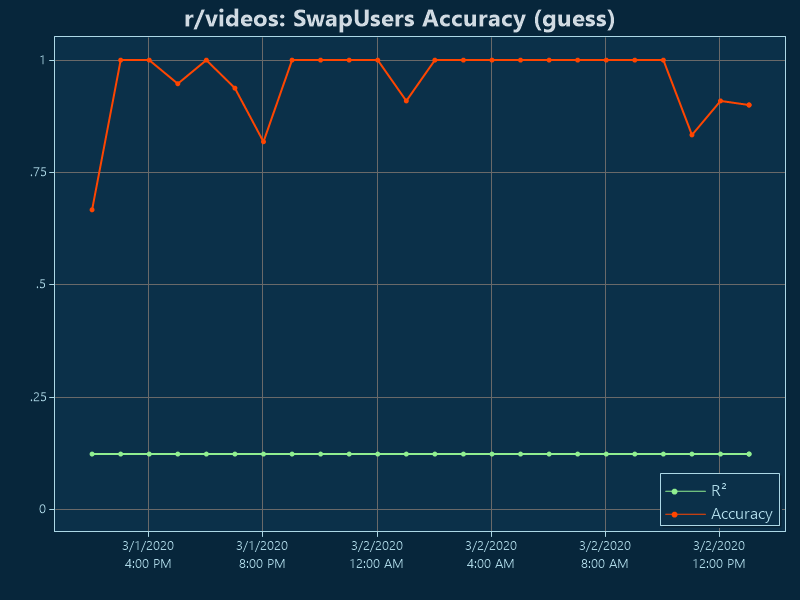 r/videos: SwapUsers Accuracy (guess)
1
.75
.5
.25
0
R²
Accuracy
3/1/2020 3/1/2020 3/2/2020 3/2/2020 3/2/2020 3/2/2020
4:00 PM 8:00 PM 12:00 AM 4:00 AM 8:00 AM 12:00 PM